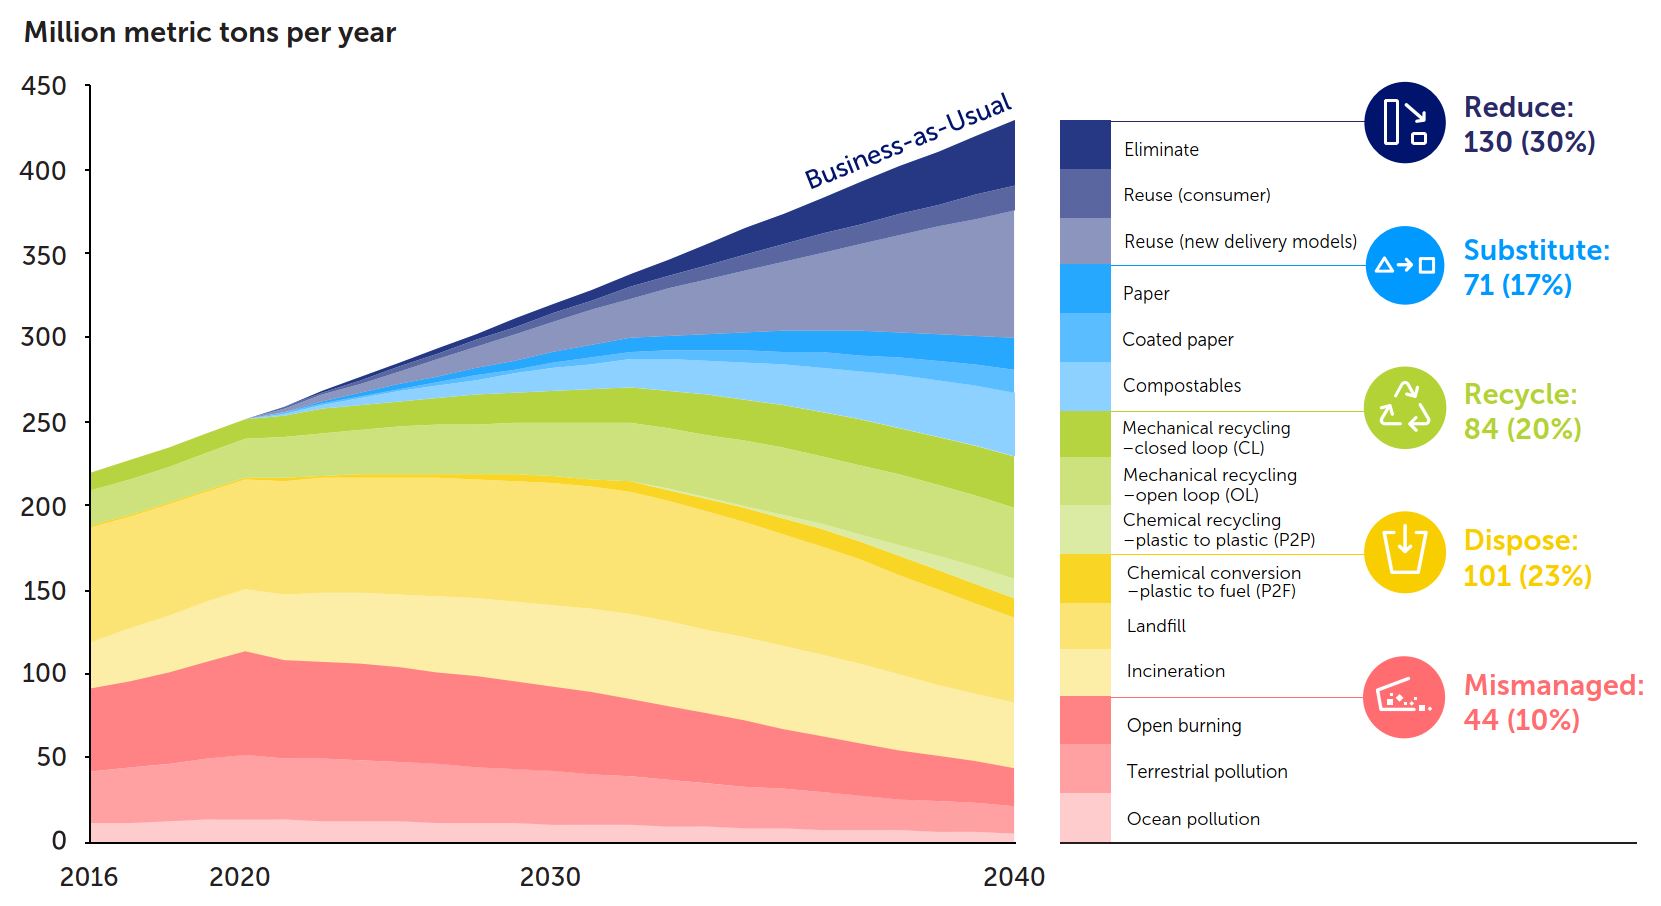 Million metric tons per year
450
400
350
300
250
200
150
100
50
0
2016
2020
2030
2040
Business-as-Usual
Eliminate
Reuse (consumer)
Reuse (new delivery models)
Paper
Coated paper
Compostables
Mechanical recycling
–closed loop (CL)
Mechanical recycling
–open loop (OL)
Chemical recycling
–plastic to plastic (P2P)
Chemical conversion
–plastic to fuel (P2F)
Landfill
Incineration
Open burning
Terrestrial pollution
Ocean pollution
Reduce:
130 (30%)
Substitute:
71 (17%)
Recycle:
84 (20%)
Dispose:
101 (23%)
Mismanaged:
44 (10%)